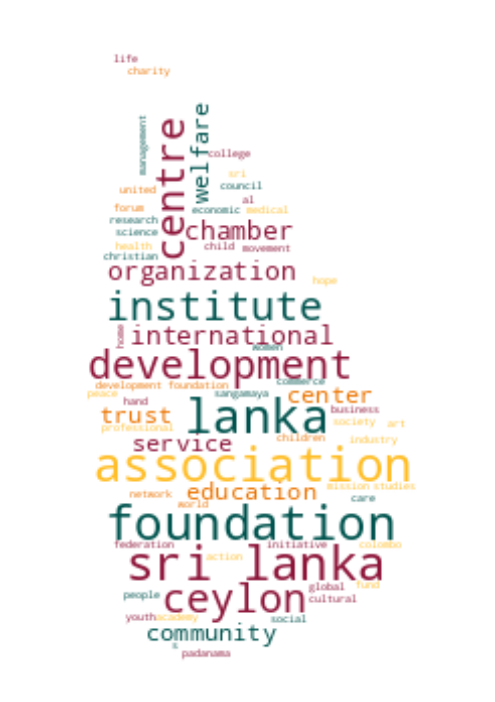 life
charity
management
centre
welfare
college
sri
united
council
al
forum
economic medical
research
chamber
science
health
child movement
christian
organization
hope
institute
home
international
women
development
commerce
development foundation
peace
sangamaya
center
hand
trust
lanka
business
professional
society art
service
children
industry
association
mission studies
network
education
care
world
foundation
federation
initiative
colombo
sri lanka
action
global fund
people
ceylon
cultural
youth academy
social
community
s
padanama